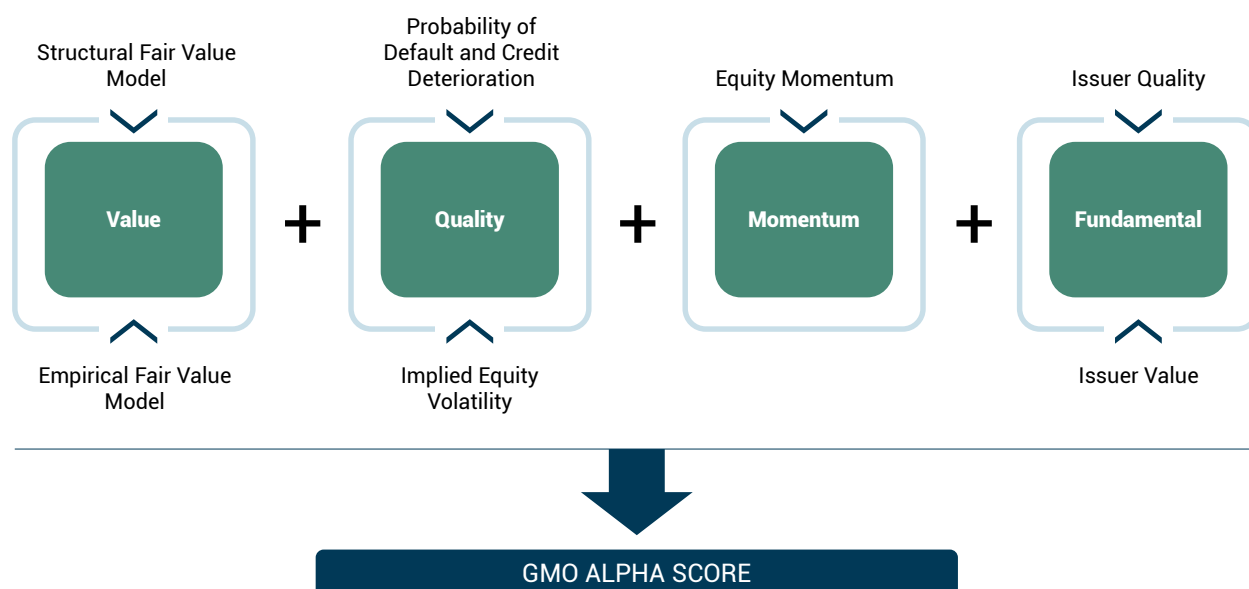 Structural Fair Value
Model
Probability of
Default and Credit
Deterioration
Equity Momentum
Issuer Quality
Value
+
Quality
+
Momentum
+
Fundamental
Empirical Fair Value
Model
Implied Equity
Volatility
Issuer Value
GMO ALPHA SCORE